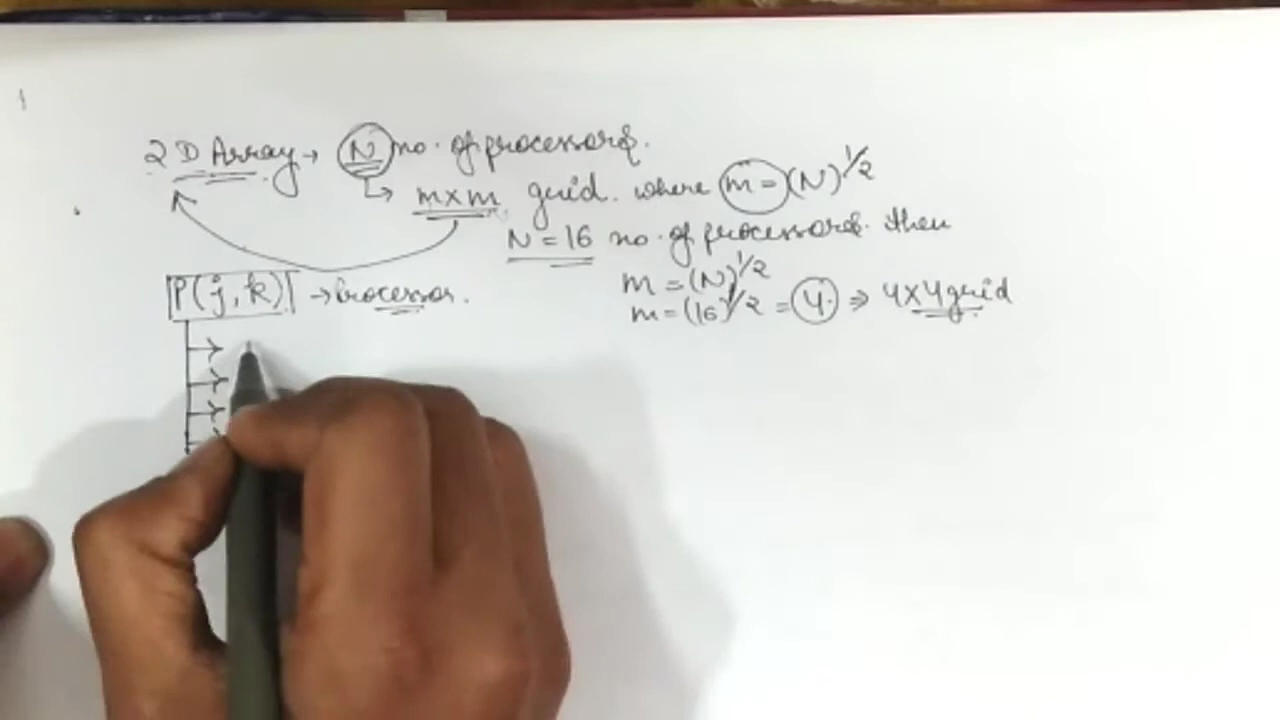 2D Array → N no. of processors.
↳ m×m grid. where m = (N)^1/2
N = 16 no. of processors. then
m = (N)^1/2
m = (16)^1/2 = 4. ⇒ 4×4 grid
P(j,k) → Processor.